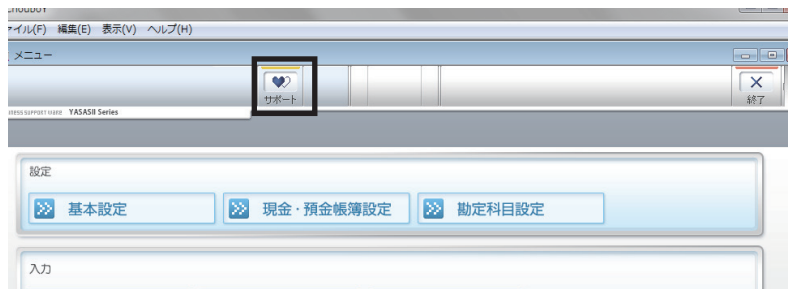 ファイル(F) 編集(E) 表示(V) ヘルプ(H)
メニュー
サポート
終了
YASASII Series
設定
基本設定
現金・預金帳簿設定
勘定科目設定
入力